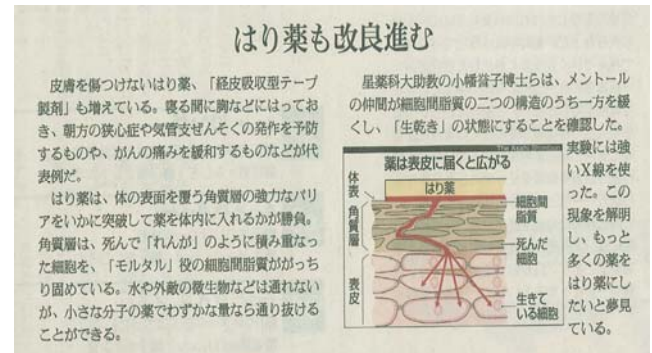 はり薬も改良進む
皮膚を傷つけないはり薬、「経皮吸収型テープ
製剤」も増えている。寝る間に胸などにはってお
き、朝方の狭心症や気管支ぜんそくの発作を予防
するものや、がんの痛みを緩和するものなどが代
表例だ。
はり薬は、体の表面を覆う角質層の強力なバリ
アをいかに突破して薬を体内に入れるかが勝負。
角質層は、死んで「れんが」のように積み重なっ
た細胞を、「モルタル」役の細胞間脂質ががっち
り固めている。水や外敵の微生物などは通れない
が、小さな分子の薬でわずかな量なら通り抜ける
ことができる。
星薬科大助教の小幡誉子博士らは、メントール
の仲間が細胞間脂質の二つの構造のうち一方を緩
くし、「生乾き」の状態にすることを確認した。
実験には強
いX線を使
った。この
現象を解明
し、もっと
多くの薬を
はり薬にし
たいと夢見
ている。
The Asahi Shimbun
薬は表皮に届くと広がる
体表
はり薬
角質層
細胞間
脂質
死んだ
細胞
表皮
生きて
いる細胞